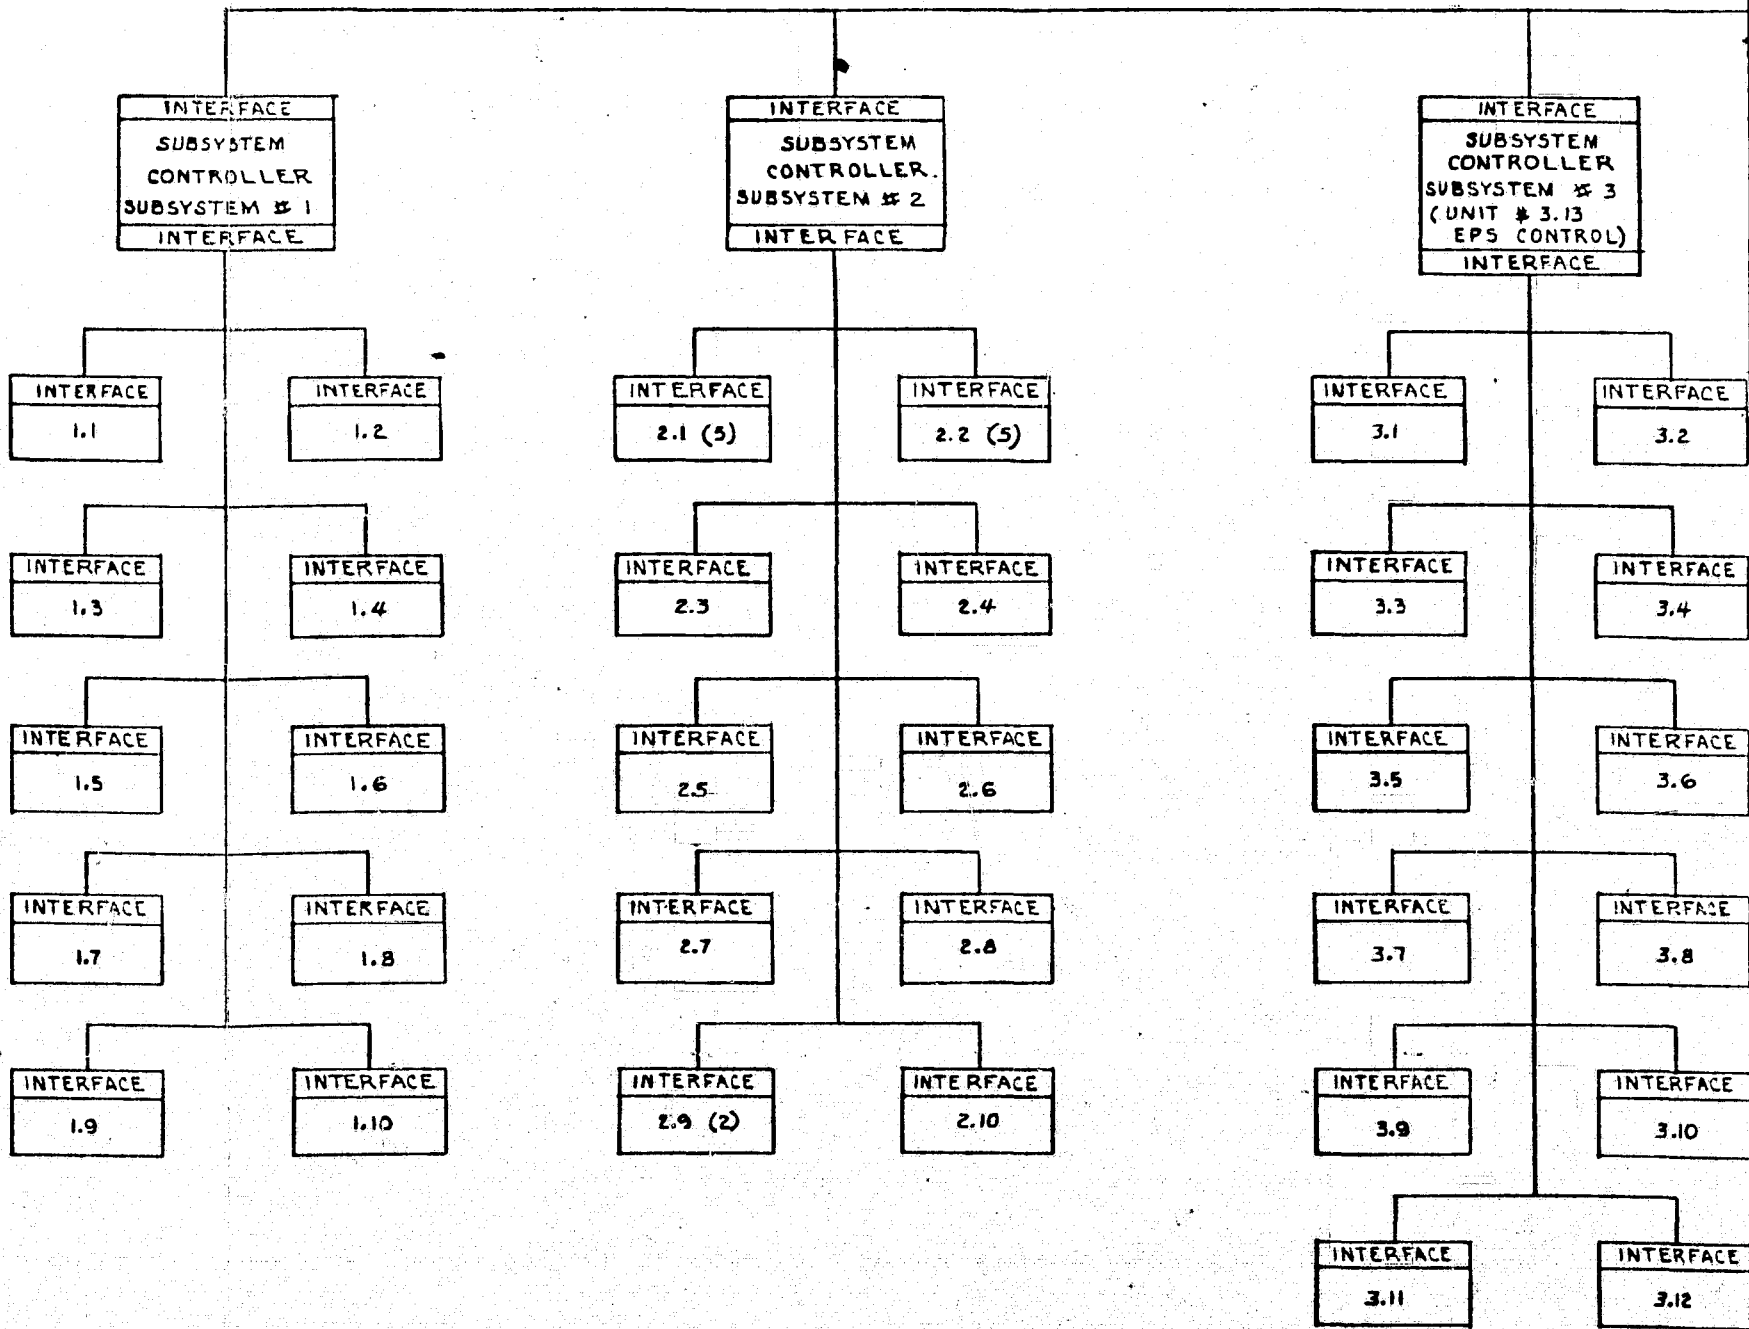 INTERFACE
SUBSYSTEM
CONTROLLER
SUBSYSTEM # 1
INTERFACE
INTERFACE
SUBSYSTEM
CONTROLLER.
SUBSYSTEM # 2
INTERFACE
INTERFACE
SUBSYSTEM
CONTROLLER
SUBSYSTEM # 3
(UNIT # 3.13
EPS CONTROL)
INTERFACE
INTERFACE
1.1
INTERFACE
1.2
INTERFACE
2.1 (5)
INTERFACE
2.2 (5)
INTERFACE
3.1
INTERFACE
3.2
INTERFACE
1.3
INTERFACE
1.4
INTERFACE
2.3
INTERFACE
2.4
INTERFACE
3.3
INTERFACE
3.4
INTERFACE
1.5
INTERFACE
1.6
INTERFACE
2.5
INTERFACE
2.6
INTERFACE
3.5
INTERFACE
3.6
INTERFACE
1.7
INTERFACE
1.8
INTERFACE
2.7
INTERFACE
2.8
INTERFACE
3.7
INTERFACE
3.8
INTERFACE
1.9
INTERFACE
1.10
INTERFACE
2.9 (2)
INTERFACE
2.10
INTERFACE
3.9
INTERFACE
3.10
INTERFACE
3.11
INTERFACE
3.12